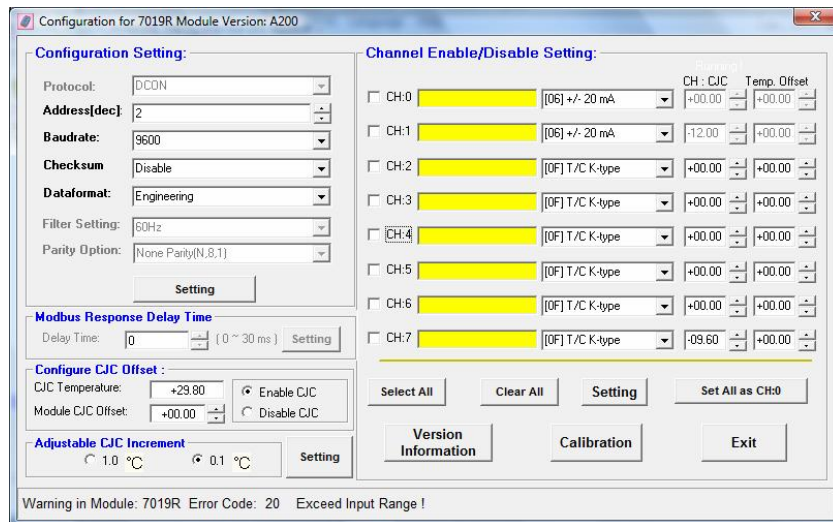 Configuration for 7019R Module Version: A200
Configuration Setting:
Protocol: DCON
Address[dec]: 2
Baudrate: 9600
Checksum Disable
Dataformat: Engineering
Filter Setting: 60Hz
Parity Option: None Parity(N,8,1)
Setting
Modbus Response Delay Time
Delay Time: 0 ( 0 ~ 30 ms ) Setting
Configure CJC Offset :
CJC Temperature: +29.80 Enable CJC
Module CJC Offset: +00.00 Disable CJC
Adjustable CJC Increment
1.0 °C 0.1 °C Setting
Channel Enable/Disable Setting:
Running !
CH : CJC Temp. Offset
CH:0 [06] +/- 20 mA +00.00 +00.00
CH:1 [06] +/- 20 mA -12.00 +00.00
CH:2 [0F] T/C K-type +00.00 +00.00
CH:3 [0F] T/C K-type +00.00 +00.00
CH:4 [0F] T/C K-type +00.00 +00.00
CH:5 [0F] T/C K-type +00.00 +00.00
CH:6 [0F] T/C K-type +00.00 +00.00
CH:7 [0F] T/C K-type -09.60 +00.00
Select All Clear All Setting Set All as CH:0
Version Information Calibration Exit
Warning in Module: 7019R Error Code: 20 Exceed Input Range !